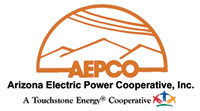 AEPCO
Arizona Electric Power Cooperative, Inc.
A Touchstone Energy® Cooperative